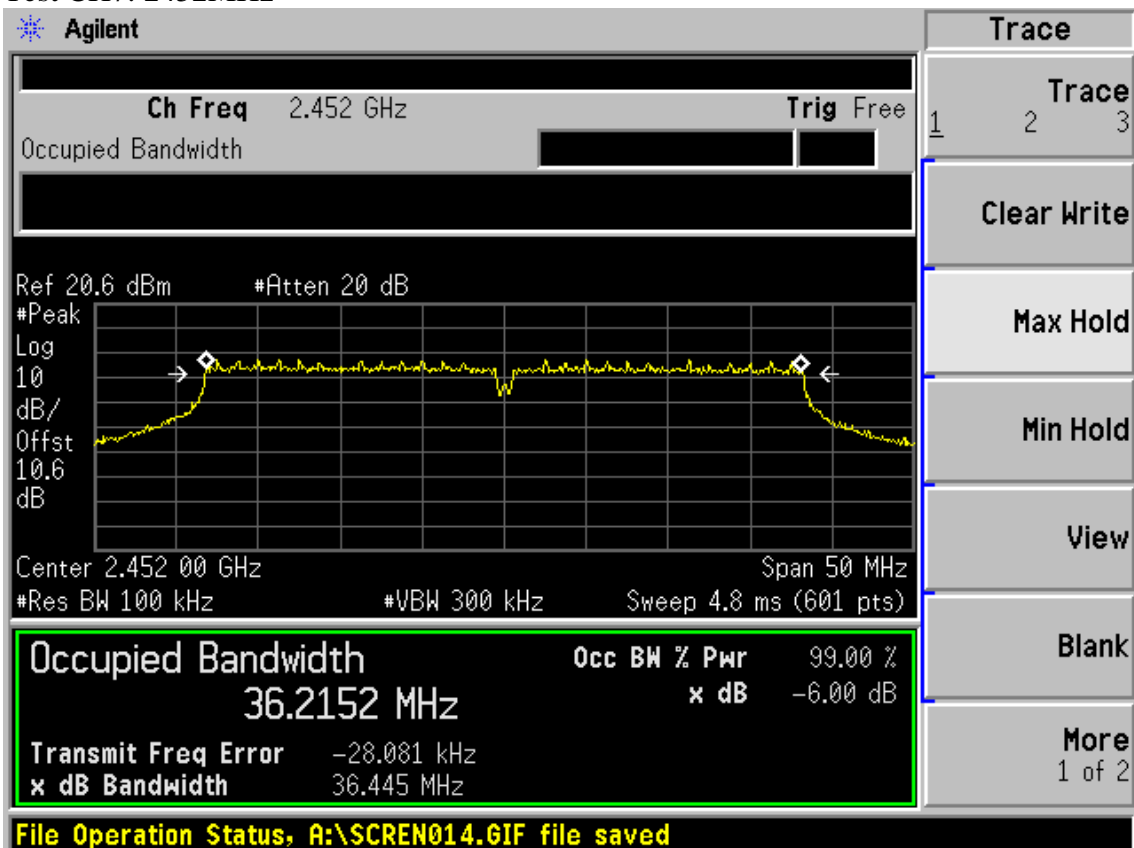 Agilent
Trace
Ch Freq 2.452 GHz Trig Free
Occupied Bandwidth
Trace
1 2 3
Clear Write
Max Hold
Min Hold
View
Blank
More
1 of 2
Ref 20.6 dBm #Atten 20 dB
#Peak
Log
10
dB/
Offst
10.6
dB
Center 2.452 00 GHz Span 50 MHz
#Res BW 100 kHz #VBW 300 kHz Sweep 4.8 ms (601 pts)
Occupied Bandwidth Occ BW % Pwr 99.00 %
36.2152 MHz x dB -6.00 dB
Transmit Freq Error -28.081 kHz
x dB Bandwidth 36.445 MHz
File Operation Status, A:\SCREN014.GIF file saved